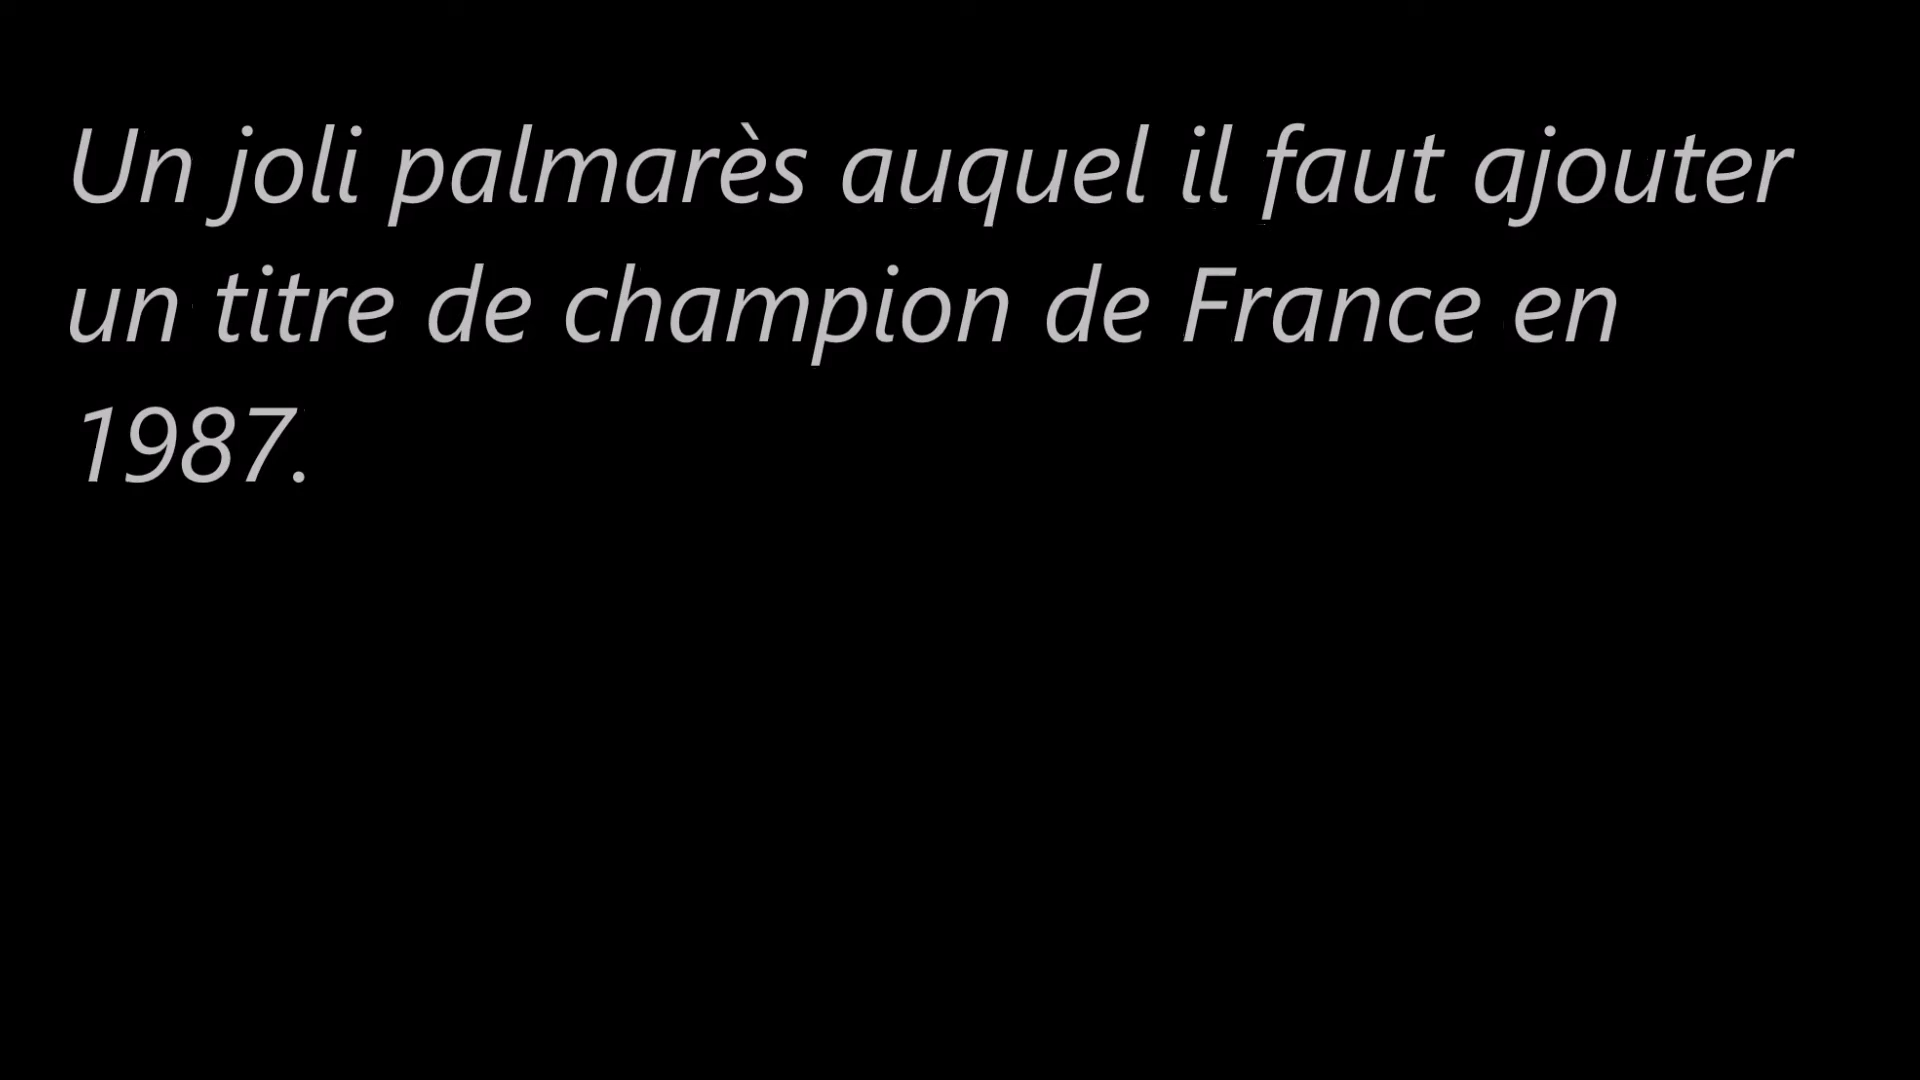 Un joli palmarès auquel il faut ajouter
un titre de champion de France en
1987.